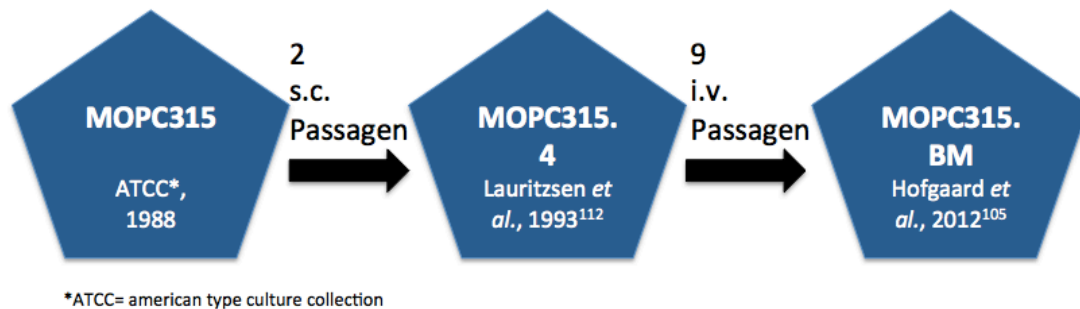 MOPC315
ATCC*,
1988
2
s.c.
Passagen
MOPC315.
4
Lauritzsen et
al., 1993112
9
i.v.
Passagen
MOPC315.
BM
Hofgaard et
al., 2012105
*ATCC= american type culture collection